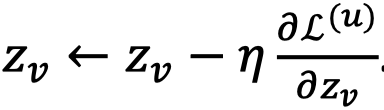 z_v ← z_v − η ∂ℒ^(u)/∂z_v.